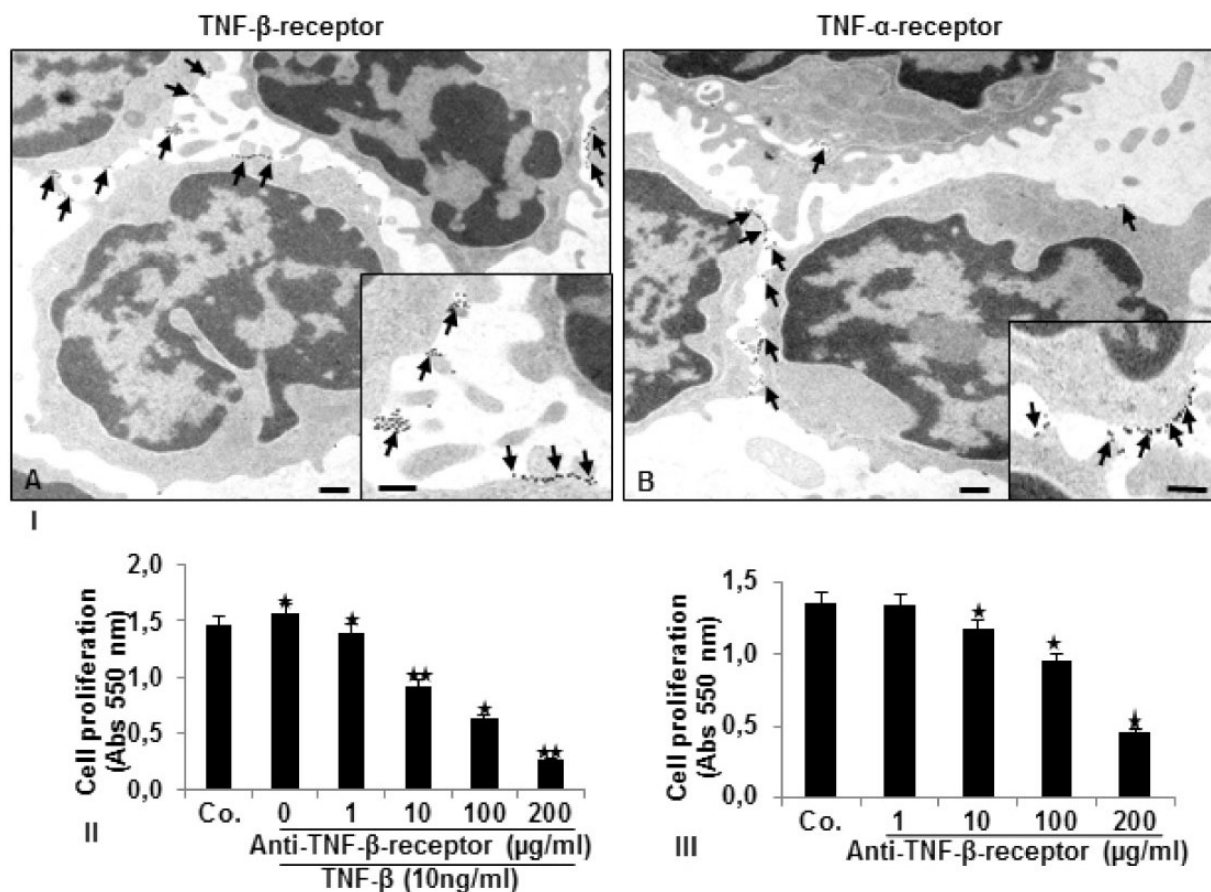 TNF-β-receptor
TNF-α-receptor
A
B
I
Cell proliferation
(Abs 550 nm)
2,0
1,5
1,0
0,5
0,0
★
★
★★
★
★★
Co. 0 1 10 100 200
Anti-TNF-β-receptor (µg/ml)
TNF-β (10ng/ml)
II
Cell proliferation
(Abs 550 nm)
1,5
1,0
0,5
0,0
★
★
★
Co. 1 10 100 200
Anti-TNF-β-receptor (µg/ml)
III